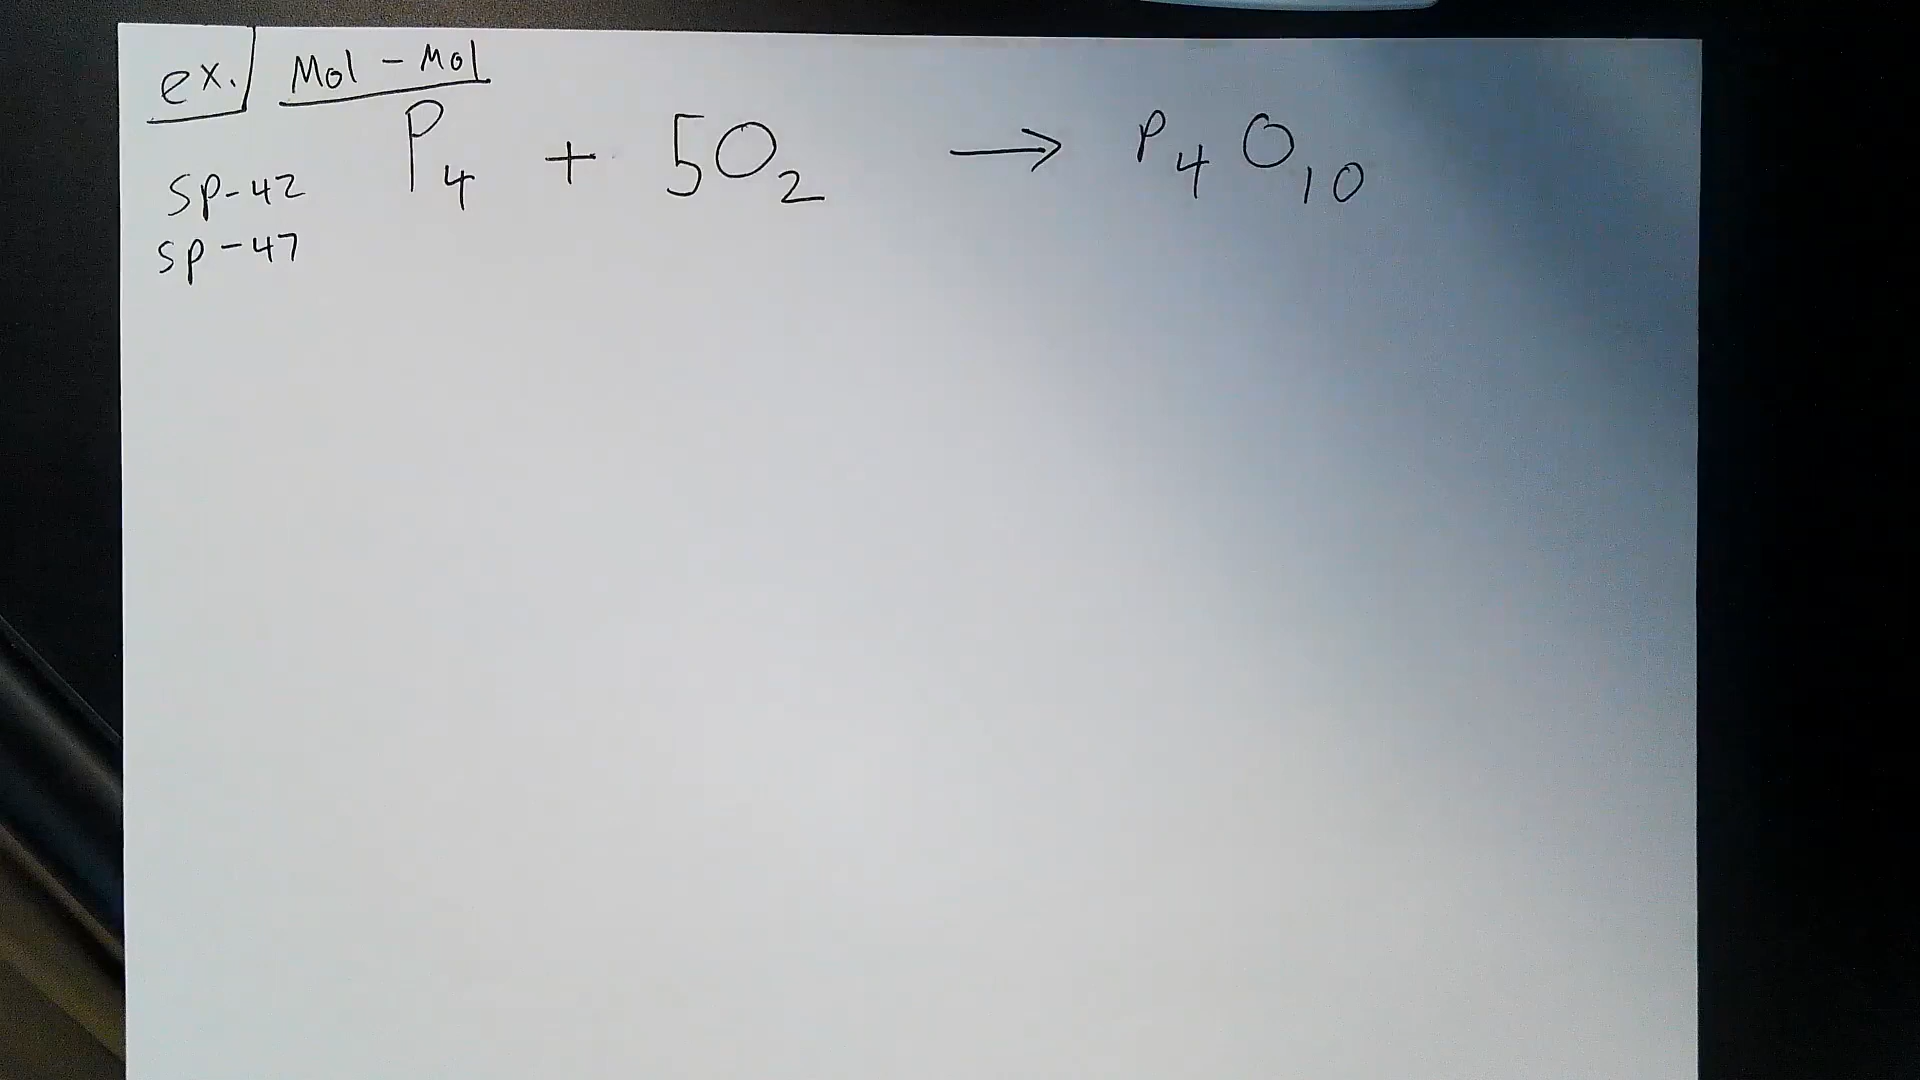 ex. Mol - Mol
P₄ + 5O₂ → P₄O₁₀
SP-42
SP-47